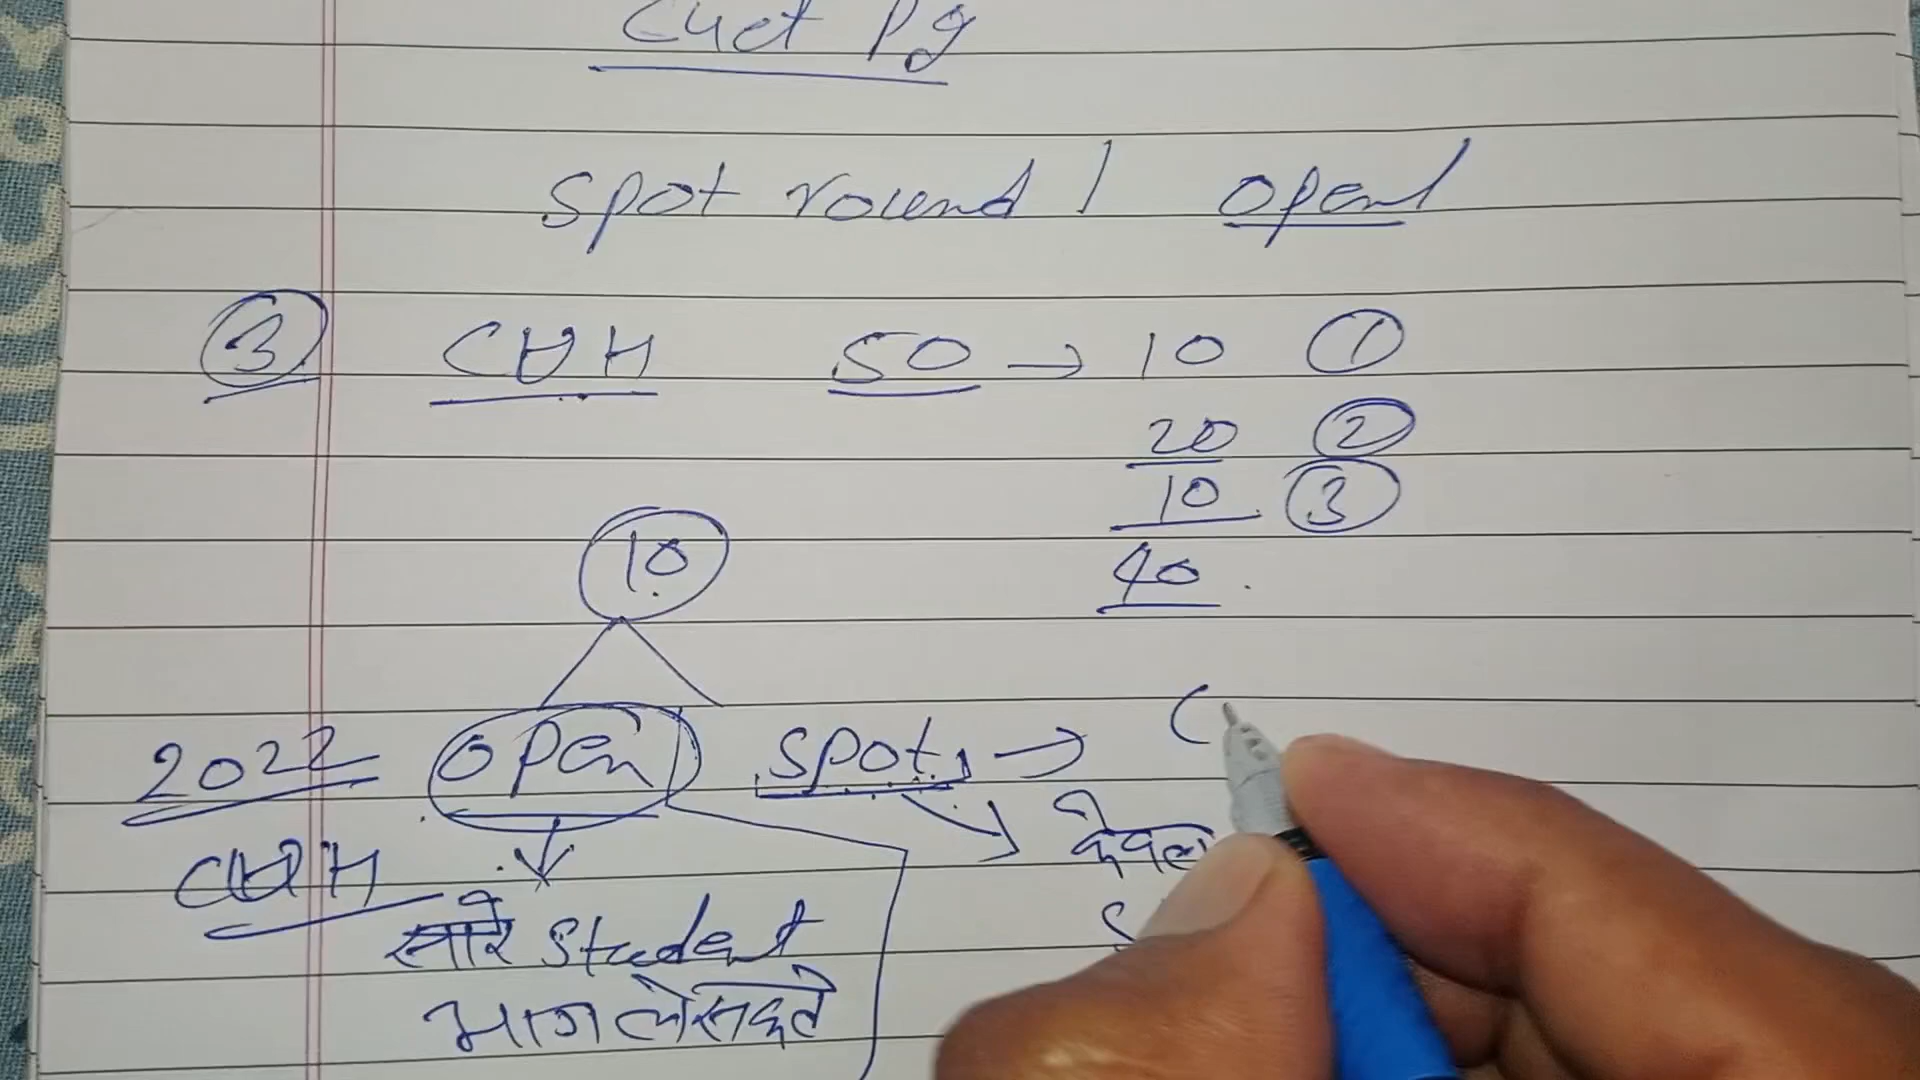 Cuet Pg
Spot round / open/
3 CUH 50 → 10 1
20 2
10 3
40
10
2022 open spot →
CUH
केवल
सारे student
भाग ले सकते